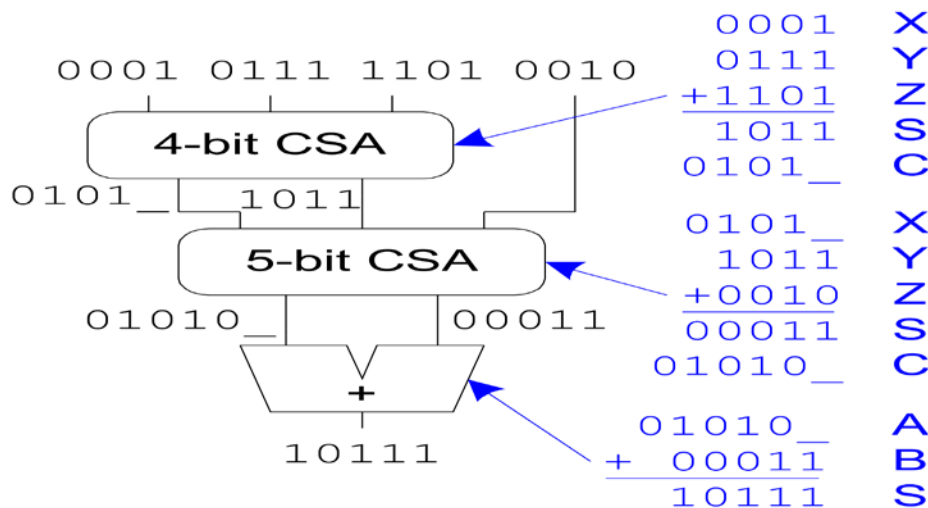 0001 0111 1101 0010
4-bit CSA
0101_ 1011
5-bit CSA
01010_ 00011
+
10111
0001 X
0111 Y
+1101 Z
1011 S
0101_ C
0101_ X
1011 Y
+0010 Z
00011 S
01010_ C
01010_ A
+ 00011 B
10111 S